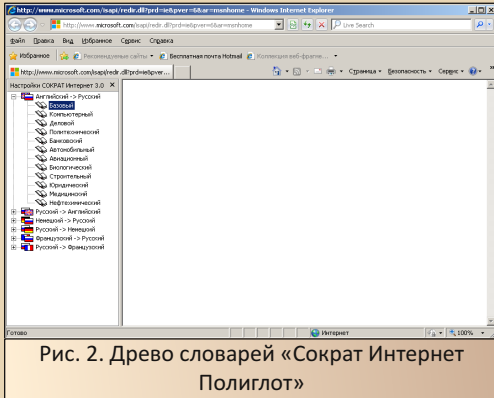 http://www.microsoft.com/isapi/redir.dll?prd=ie&pver=6&ar=msnhome - Windows Internet Explorer
http://www.microsoft.com/isapi/redir.dll?prd=ie&pver=6&ar=msnhome Live Search
Файл Правка Вид Избранное Сервис Справка
Избранное Рекомендуемые сайты Бесплатная почта Hotmail Коллекция веб-фрагме...
http://www.microsoft.com/isapi/redir.dll?prd=ie&pver... Страница Безопасность Сервис
Настройки СОКРАТ Интернет 3.0
Английский -> Русский
Базовый
Компьютерный
Деловой
Политехнический
Банковский
Автомобильный
Авиационный
Биологический
Строительный
Юридический
Медицинский
Нефтехимический
Русский -> Английский
Немецкий -> Русский
Русский -> Немецкий
Французский -> Русский
Русский -> Французский
Готово Интернет 100%
Рис. 2. Древо словарей «Сократ Интернет
Полиглот»